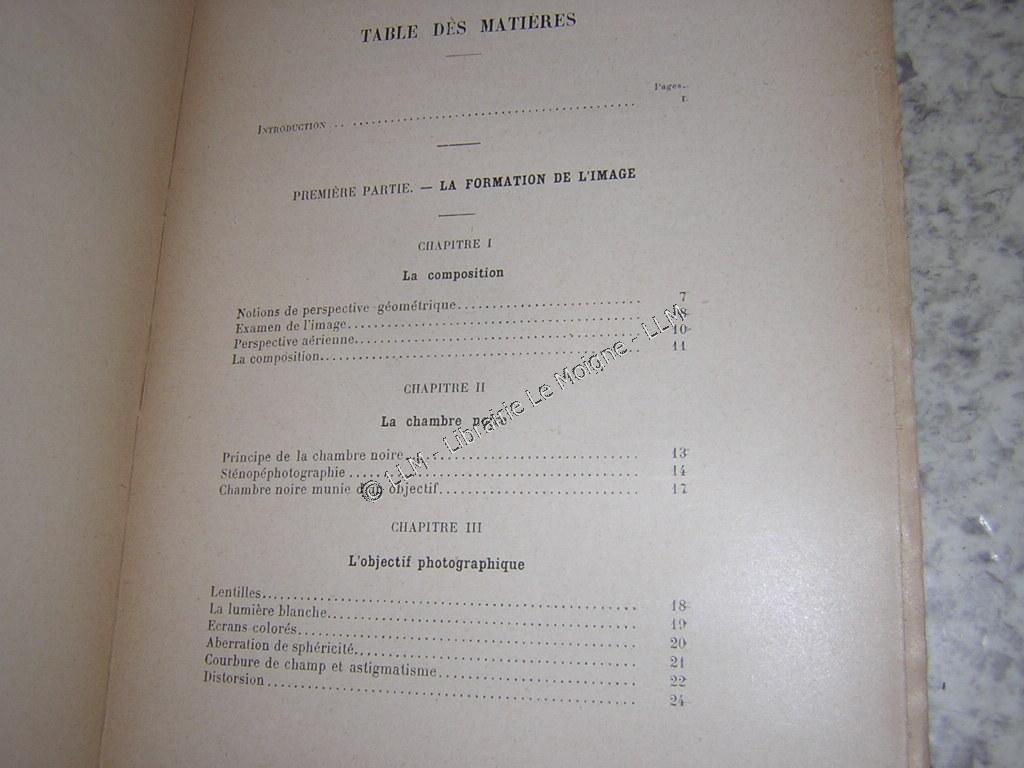 TABLE DES MATIÈRES
Pages.
INTRODUCTION
PREMIÈRE PARTIE. — LA FORMATION DE L'IMAGE
CHAPITRE I
La composition
Notions de perspective géométrique 7
Examen de l'image
Perspective aérienne 10
La composition 11
CHAPITRE II
La chambre noire
Principe de la chambre noire 13
Sténopéphotographie 14
Chambre noire munie d'un objectif 17
CHAPITRE III
L'objectif photographique
Lentilles 18
La lumière blanche 19
Ecrans colorés 20
Aberration de sphéricité 21
Courbure de champ et astigmatisme 22
Distorsion 24
© LLM - Librairie Le Moigne - LLM